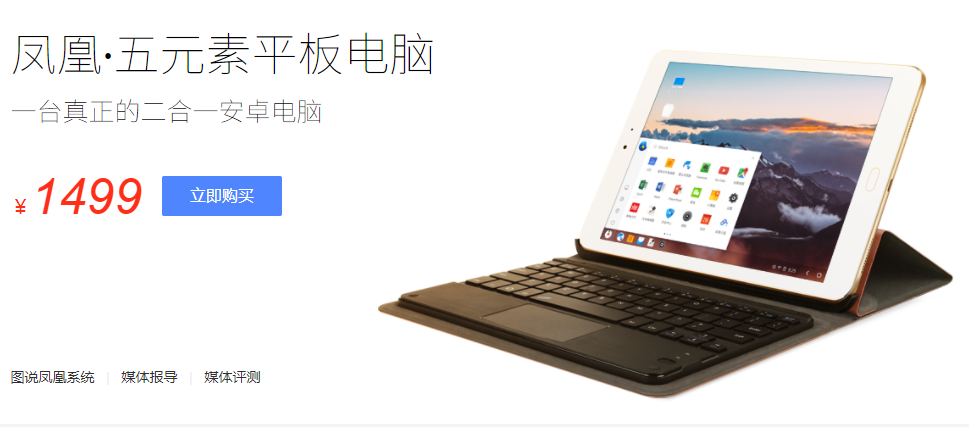 凤凰·五元素平板电脑
一台真正的二合一安卓电脑
¥ 1499 立即购买
图说凤凰系统 | 媒体报导 | 媒体评测